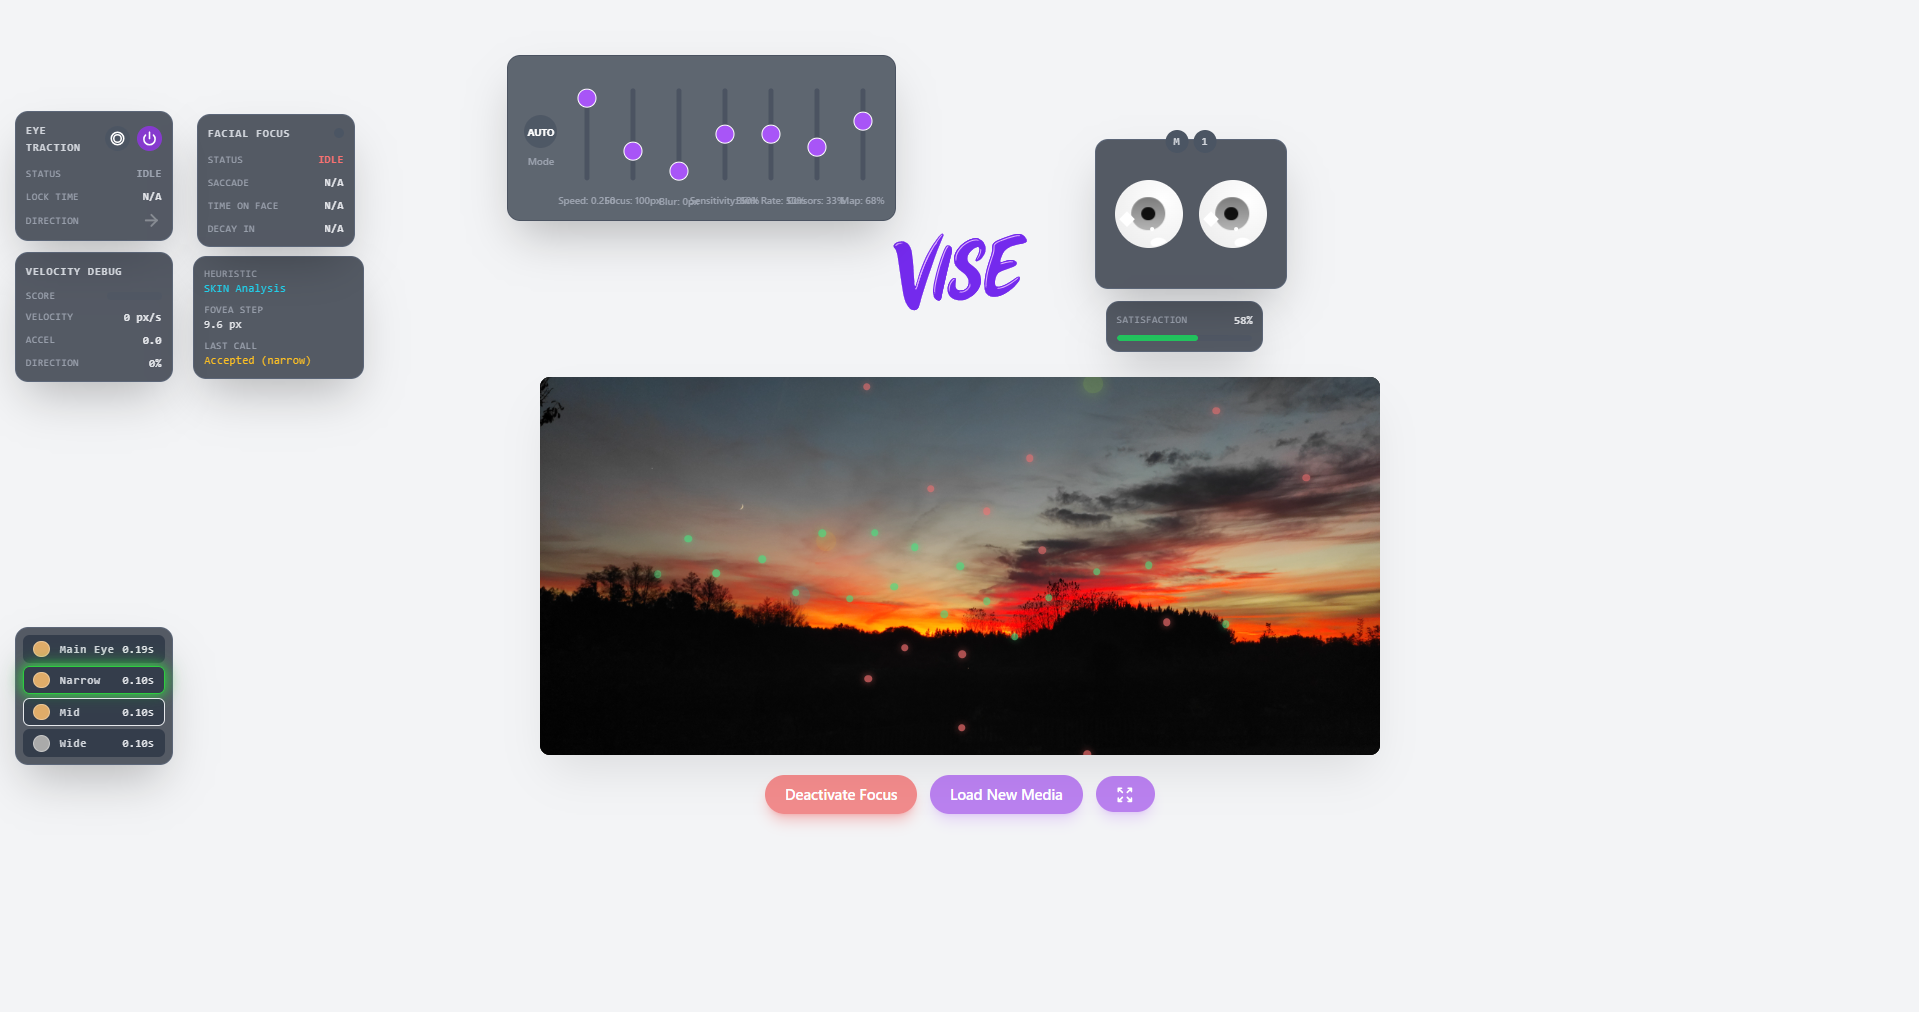 AUTO
Mode
Speed: 0.25
Focus: 100px
Blur: 0px
Sensitivity: 50%
Rate: 50%
Cursors: 33%
Map: 68%
EYE
TRACTION
STATUS IDLE
LOCK TIME N/A
DIRECTION
FACIAL FOCUS
STATUS IDLE
SACCADE N/A
TIME ON FACE N/A
DECAY IN N/A
M 1
VISE
VELOCITY DEBUG
SCORE
VELOCITY 0 px/s
ACCEL 0.0
DIRECTION 0%
HEURISTIC
SKIN Analysis
FOVEA STEP
9.6 px
LAST CALL
Accepted (narrow)
SATISFACTION 58%
Main Eye 0.19s
Narrow 0.10s
Mid 0.10s
Wide 0.10s
Deactivate Focus
Load New Media